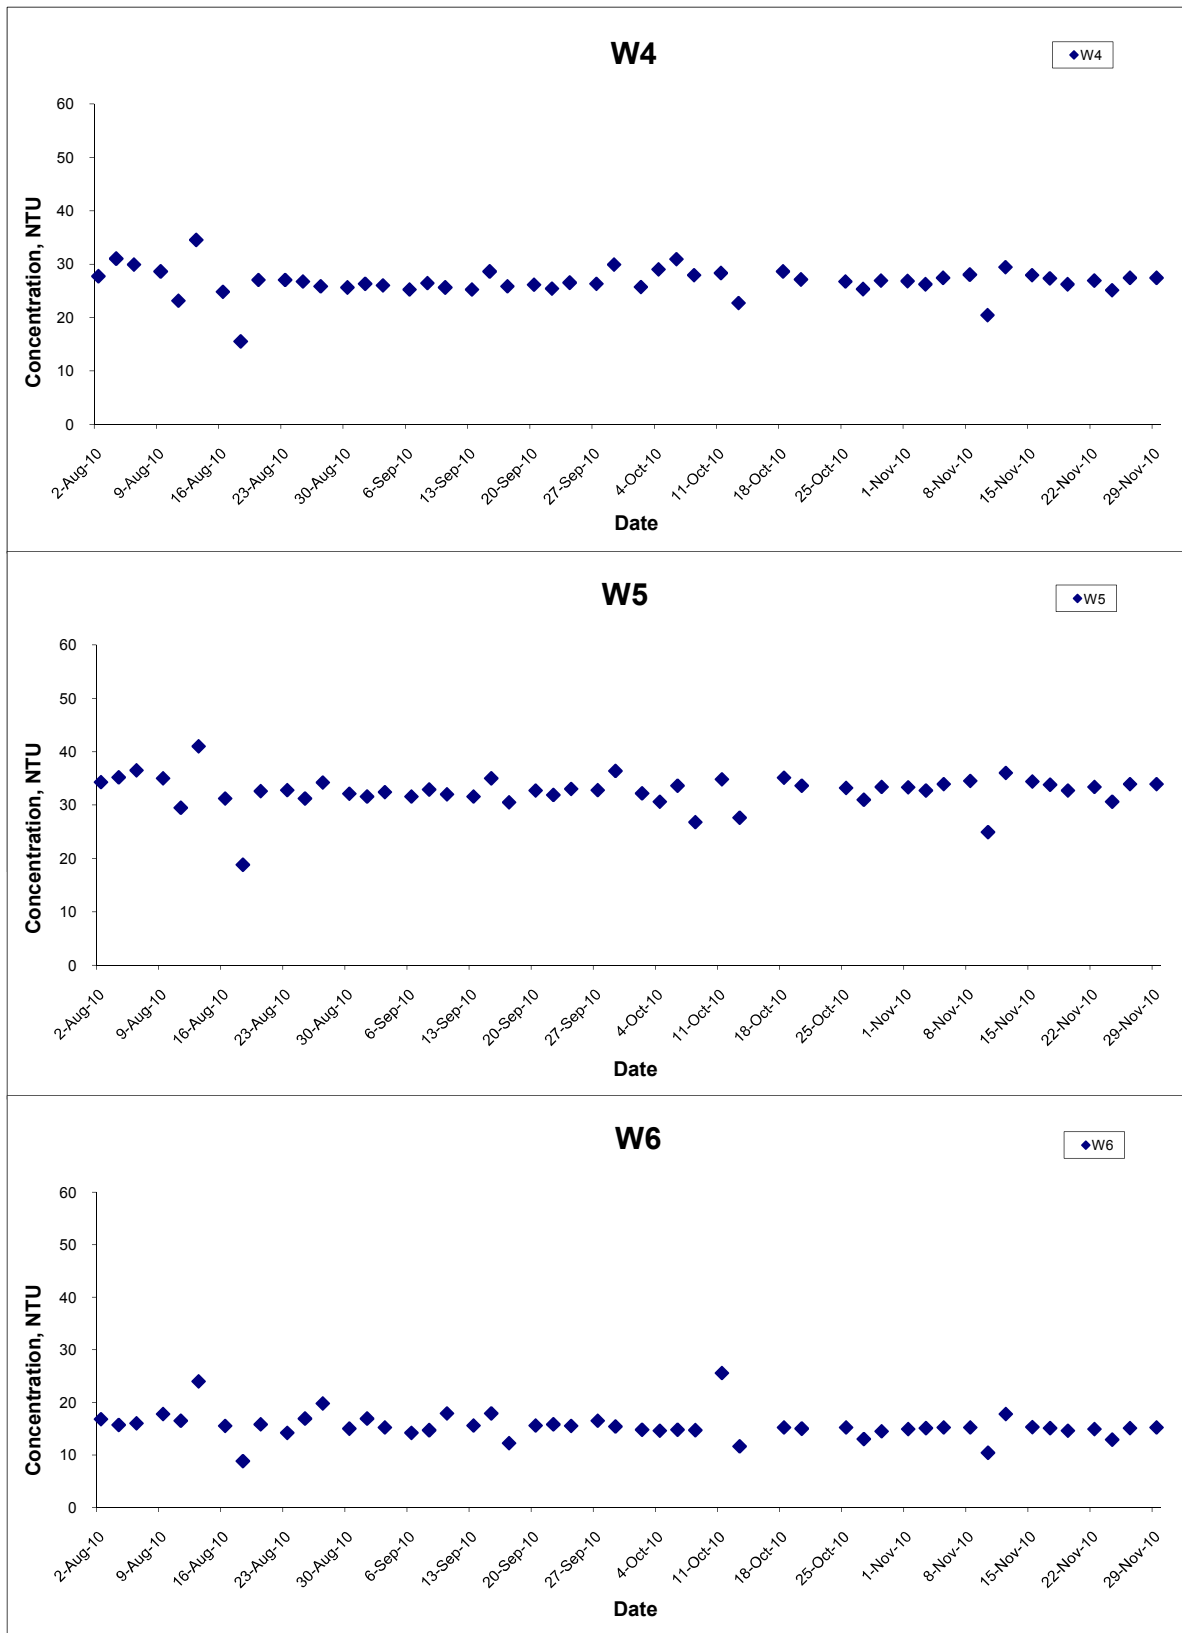 W4
W4
60
50
40
30
20
10
0
Concentration, NTU
2-Aug-10 9-Aug-10 16-Aug-10 23-Aug-10 30-Aug-10 6-Sep-10 13-Sep-10 20-Sep-10 27-Sep-10 4-Oct-10 11-Oct-10 18-Oct-10 25-Oct-10 1-Nov-10 8-Nov-10 15-Nov-10 22-Nov-10 29-Nov-10
Date
W5
W5
60
50
40
30
20
10
0
Concentration, NTU
2-Aug-10 9-Aug-10 16-Aug-10 23-Aug-10 30-Aug-10 6-Sep-10 13-Sep-10 20-Sep-10 27-Sep-10 4-Oct-10 11-Oct-10 18-Oct-10 25-Oct-10 1-Nov-10 8-Nov-10 15-Nov-10 22-Nov-10 29-Nov-10
Date
W6
W6
60
50
40
30
20
10
0
Concentration, NTU
2-Aug-10 9-Aug-10 16-Aug-10 23-Aug-10 30-Aug-10 6-Sep-10 13-Sep-10 20-Sep-10 27-Sep-10 4-Oct-10 11-Oct-10 18-Oct-10 25-Oct-10 1-Nov-10 8-Nov-10 15-Nov-10 22-Nov-10 29-Nov-10
Date